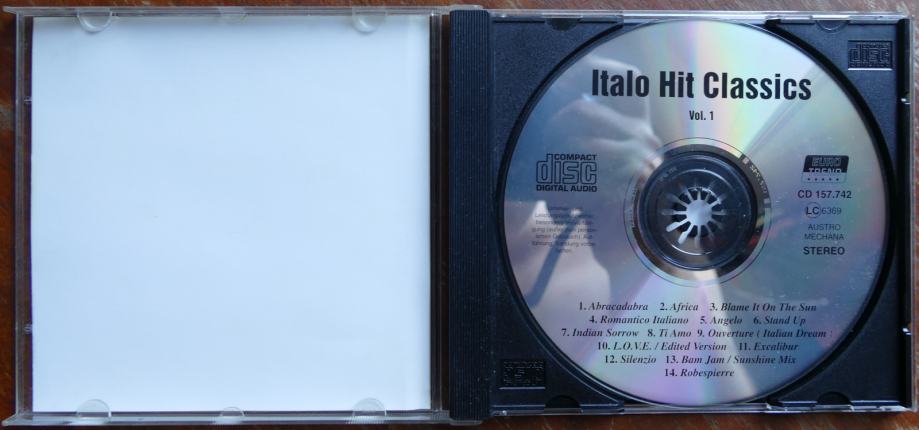 Italo Hit Classics
Vol. 1
COMPACT
disc
DIGITAL AUDIO
EURO
TREND
CD 157.742
LC 6369
AUSTRO
MECHANA
STEREO
1. Abracadabra 2. Africa 3. Blame It On The Sun
4. Romantico Italiano 5. Angelo 6. Stand Up
7. Indian Sorrow 8. Ti Amo 9. Ouverture ( Italian Dream
10. L.O.V.E. / Edited Version 11. Excalibur
12. Silenzio 13. Bam Jam / Sunshine Mix
14. Robespierre
COMPACT
disc